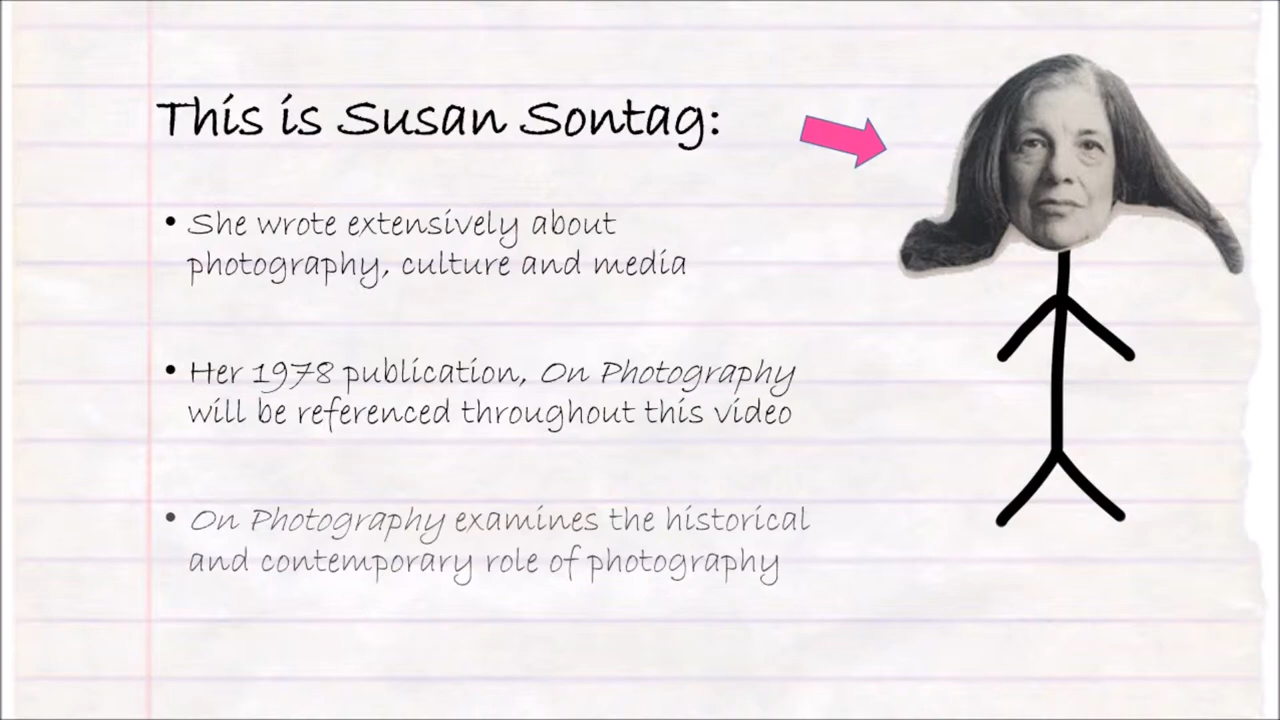 This is Susan Sontag:
• She wrote extensively about
photography, culture and media
• Her 1978 publication, On Photography
will be referenced throughout this video
• On Photography examines the historical
and contemporary role of photography